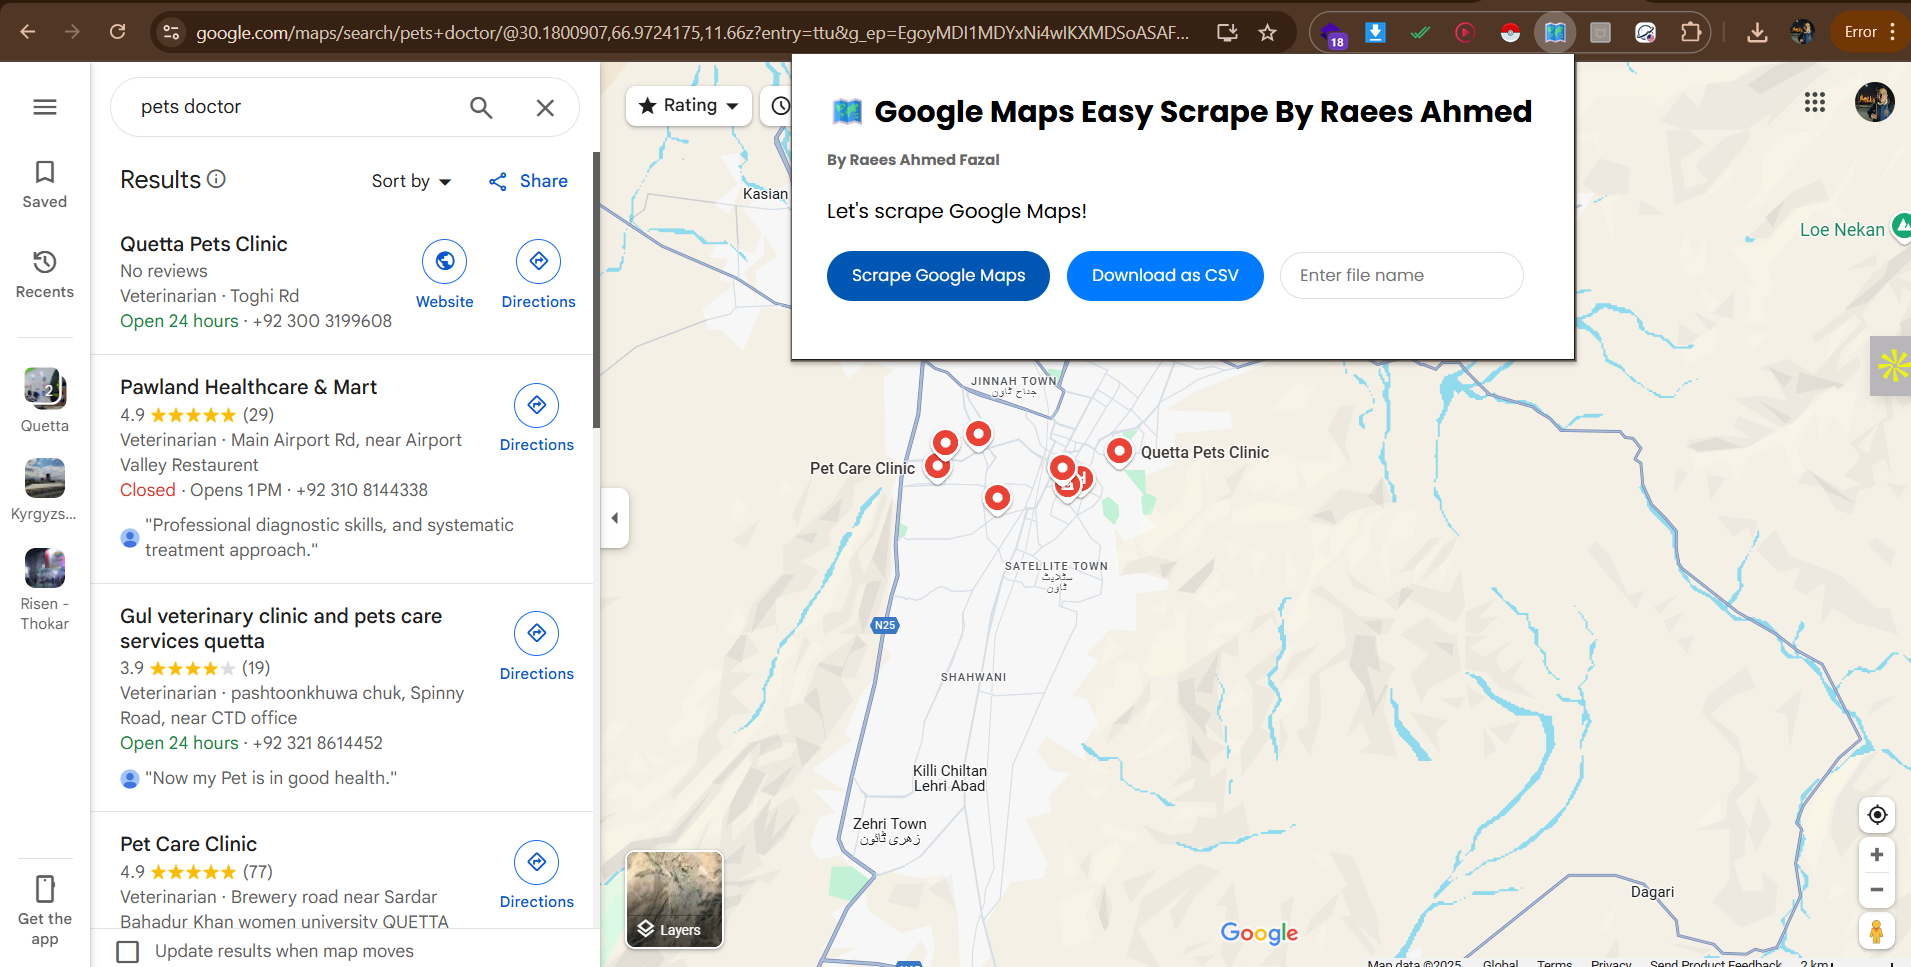 google.com/maps/search/pets+doctor/@30.1800907,66.9724175,11.66z?entry=ttu&g_ep=EgoyMDI1MDYxNi4wIKXMDSoASAF...
18
Error
pets doctor
Rating
Saved
Recents
2
Quetta
Kyrgyzs...
Risen -
Thokar
Get the
app
Results
Sort by
Share
Quetta Pets Clinic
No reviews
Veterinarian · Toghi Rd
Open 24 hours · +92 300 3199608
Website
Directions
Pawland Healthcare & Mart
4.9 (29)
Veterinarian · Main Airport Rd, near Airport
Valley Restaurent
Closed · Opens 1 PM · +92 310 8144338
"Professional diagnostic skills, and systematic
treatment approach."
Directions
Gul veterinary clinic and pets care
services quetta
3.9 (19)
Veterinarian · pashtoonkhuwa chuk, Spinny
Road, near CTD office
Open 24 hours · +92 321 8614452
"Now my Pet is in good health."
Directions
Pet Care Clinic
4.9 (77)
Veterinarian · Brewery road near Sardar
Bahadur Khan women university QUETTA
Directions
Update results when map moves
Google Maps Easy Scrape By Raees Ahmed
By Raees Ahmed Fazal
Let's scrape Google Maps!
Scrape Google Maps
Download as CSV
Enter file name
Kasian
Loe Nekan
JINNAH TOWN
جناح ٹاؤن
Pet Care Clinic
Quetta Pets Clinic
SATELLITE TOWN
سٹلایٹ
ٹاون
N25
SHAHWANI
Killi Chiltan
Lehri Abad
Zehri Town
زهری ٹائون
Dagari
Layers
Google
Map data ©2025
Global
Terms
Privacy
Send Product Feedback
2 km